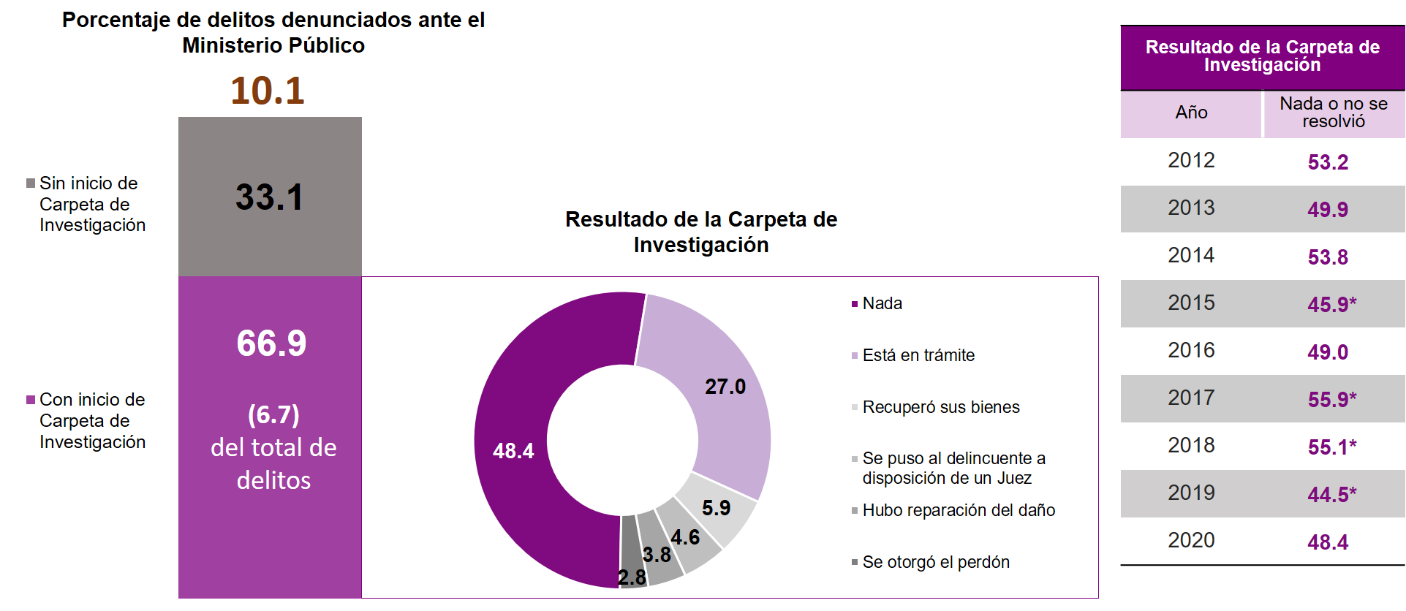 Porcentaje de delitos denunciados ante el
Ministerio Público
10.1
Sin inicio de
Carpeta de
Investigación
33.1
Con inicio de
Carpeta de
Investigación
66.9
(6.7)
del total de
delitos
Resultado de la Carpeta de
Investigación
48.4
27.0
5.9
4.6
3.8
2.8
Nada
Está en trámite
Recuperó sus bienes
Se puso al delincuente a
disposición de un Juez
Hubo reparación del daño
Se otorgó el perdón
Resultado de la Carpeta de
Investigación
Año Nada o no se
resolvió
2012 53.2
2013 49.9
2014 53.8
2015 45.9*
2016 49.0
2017 55.9*
2018 55.1*
2019 44.5*
2020 48.4